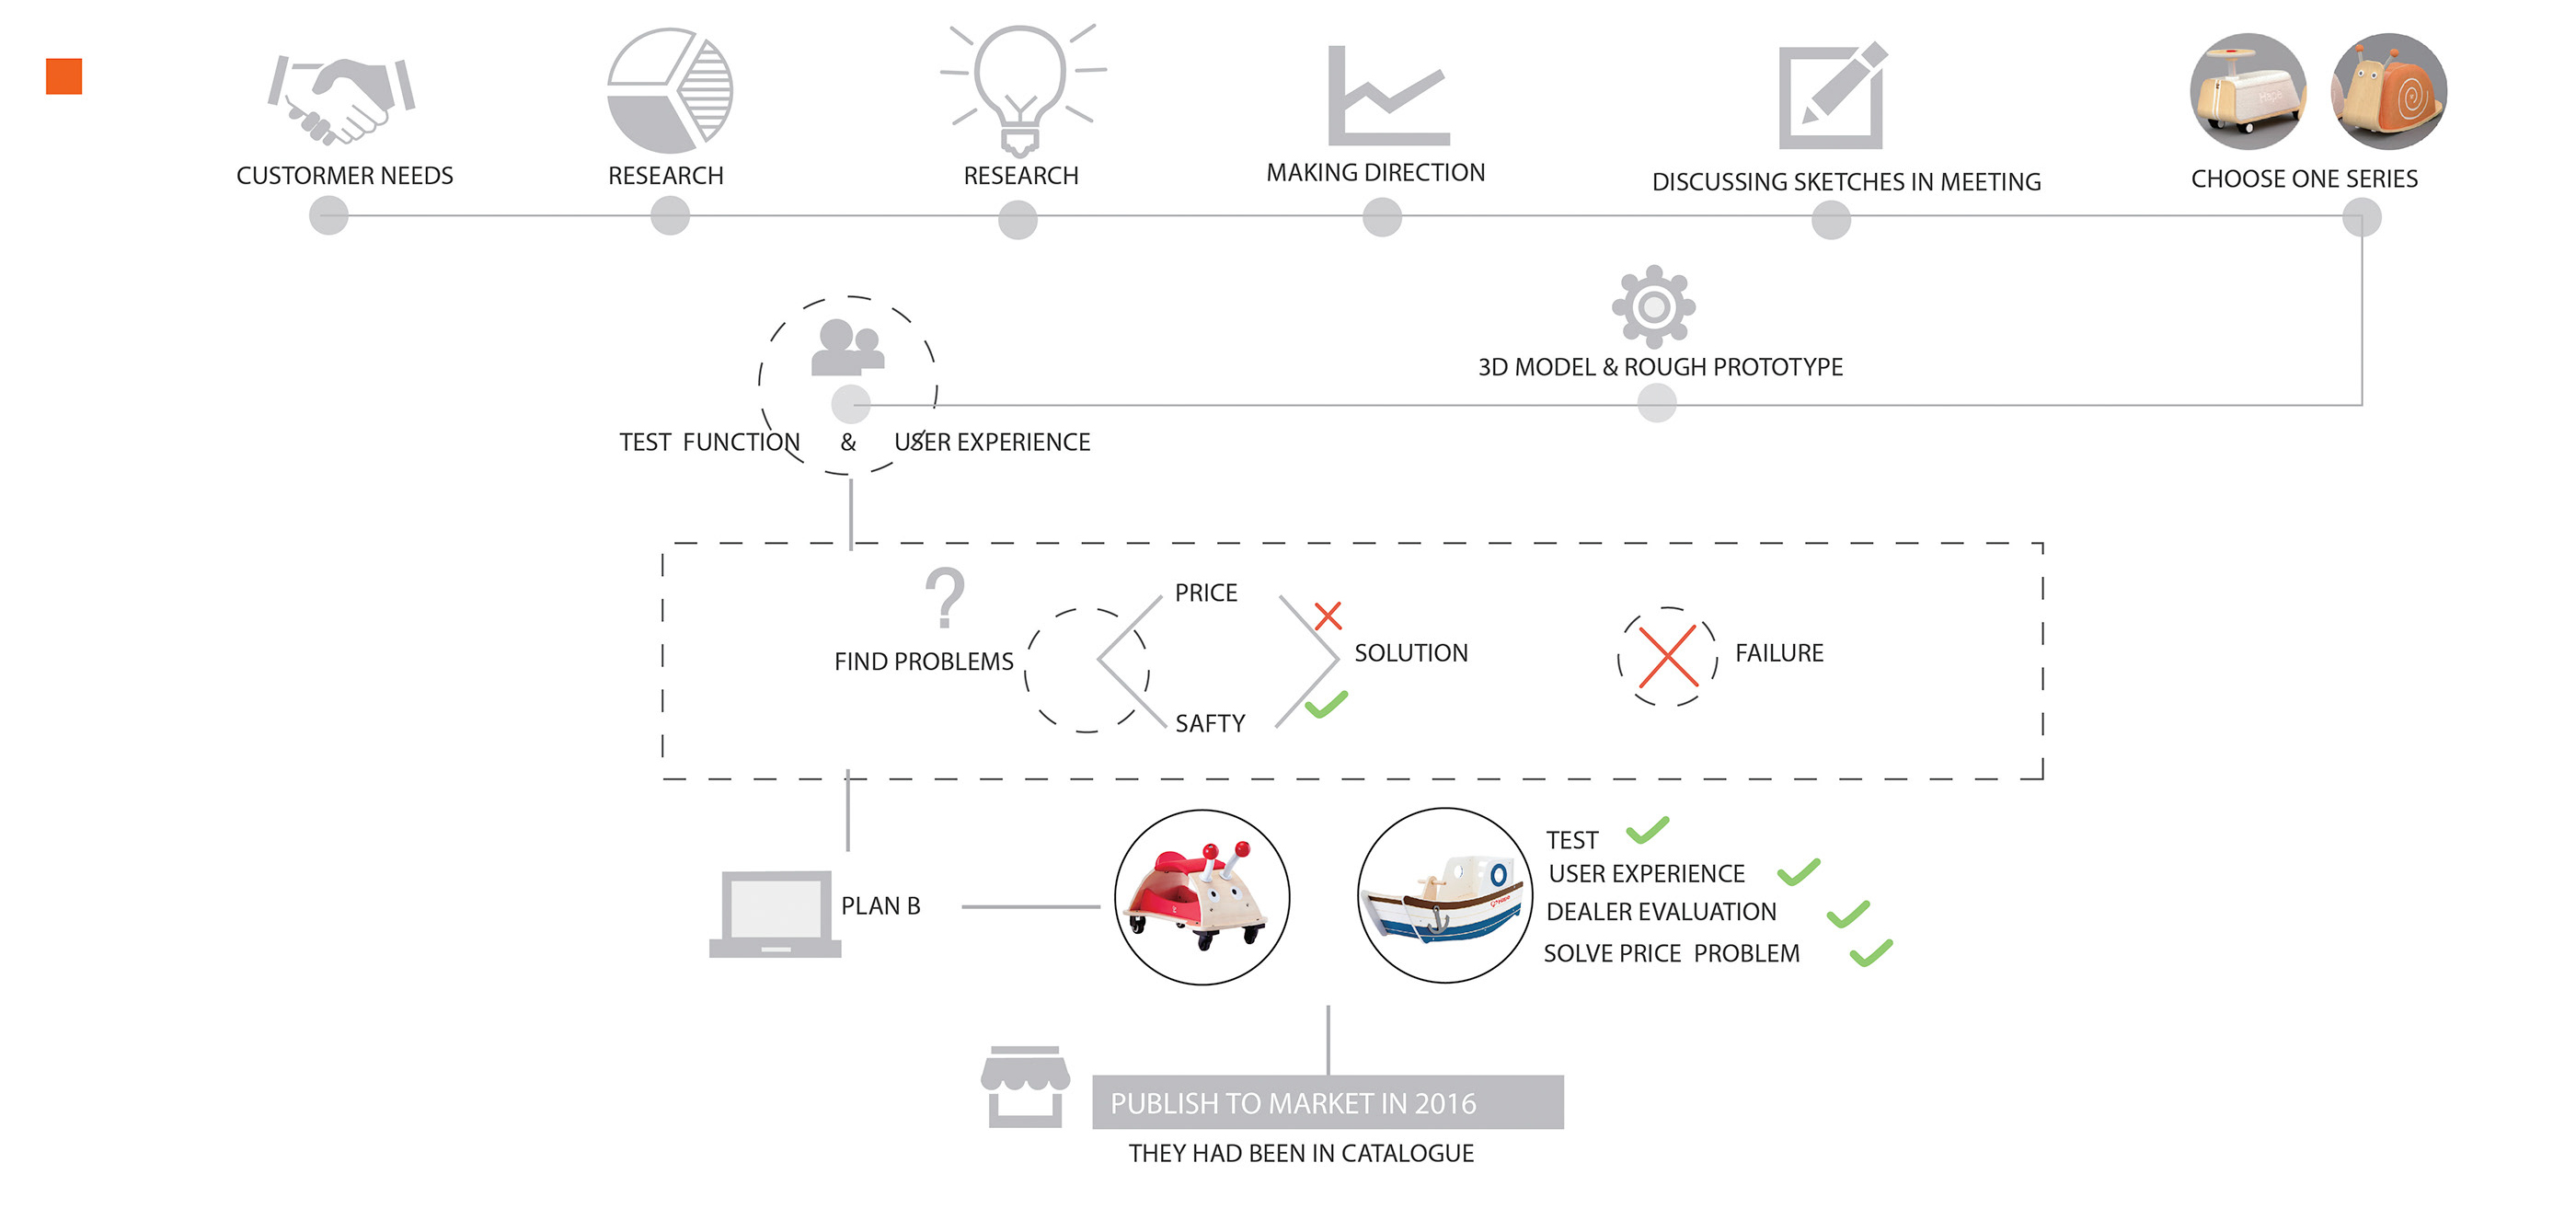 CUSTORMER NEEDS
RESEARCH
RESEARCH
MAKING DIRECTION
DISCUSSING SKETCHES IN MEETING
Hape
CHOOSE ONE SERIES
3D MODEL & ROUGH PROTOTYPE
TEST FUNCTION & USER EXPERIENCE
?
FIND PROBLEMS
PRICE
SAFTY
SOLUTION
FAILURE
PLAN B
TEST
USER EXPERIENCE
DEALER EVALUATION
SOLVE PRICE PROBLEM
PUBLISH TO MARKET IN 2016
THEY HAD BEEN IN CATALOGUE